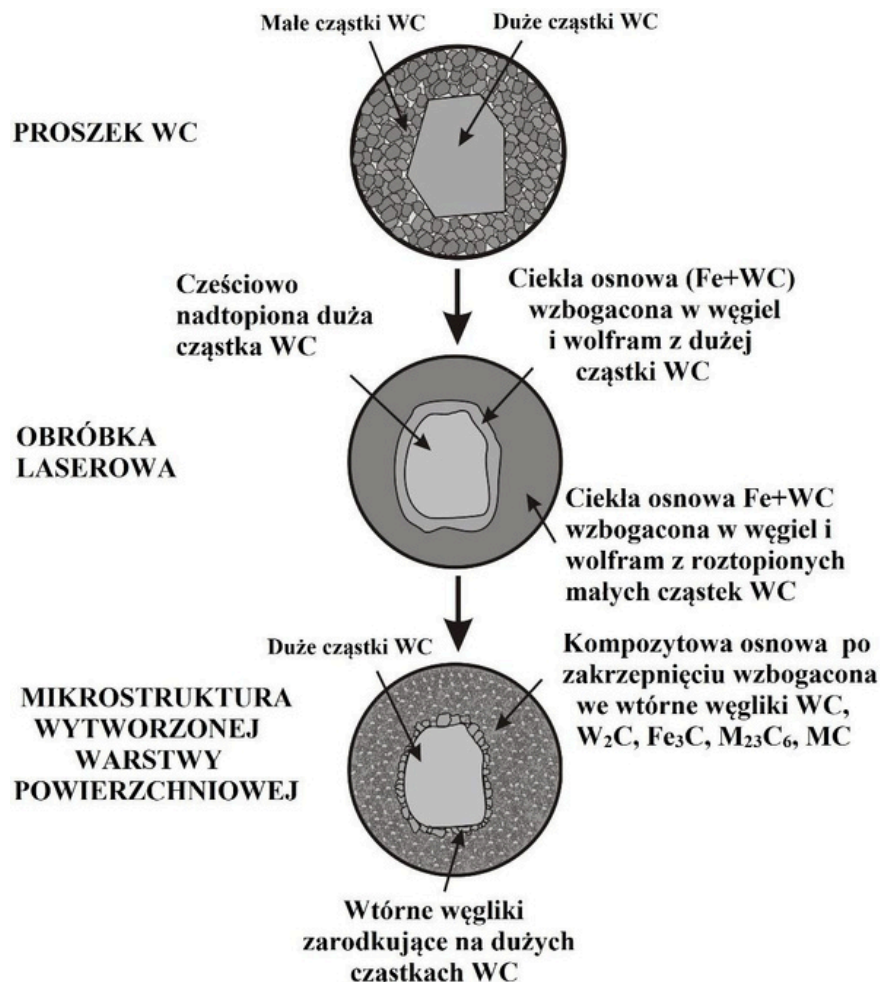 Małe cząstki WC
Duże cząstki WC
PROSZEK WC
Cześciowo
nadtopiona duża
cząstka WC
Ciekła osnowa (Fe+WC)
wzbogacona w węgiel
i wolfram z dużej
cząstki WC
OBRÓBKA
LASEROWA
Ciekła osnowa Fe+WC
wzbogacona w węgiel i
wolfram z roztopionych
małych cząstek WC
Duże cząstki WC
Kompozytowa osnowa po
zakrzepnięciu wzbogacona
we wtórne węgliki WC,
W₂C, Fe₃C, M₂₃C₆, MC
MIKROSTRUKTURA
WYTWORZONEJ
WARSTWY
POWIERZCHNIOWEJ
Wtórne węgliki
zarodkujące na dużych
czastkach WC